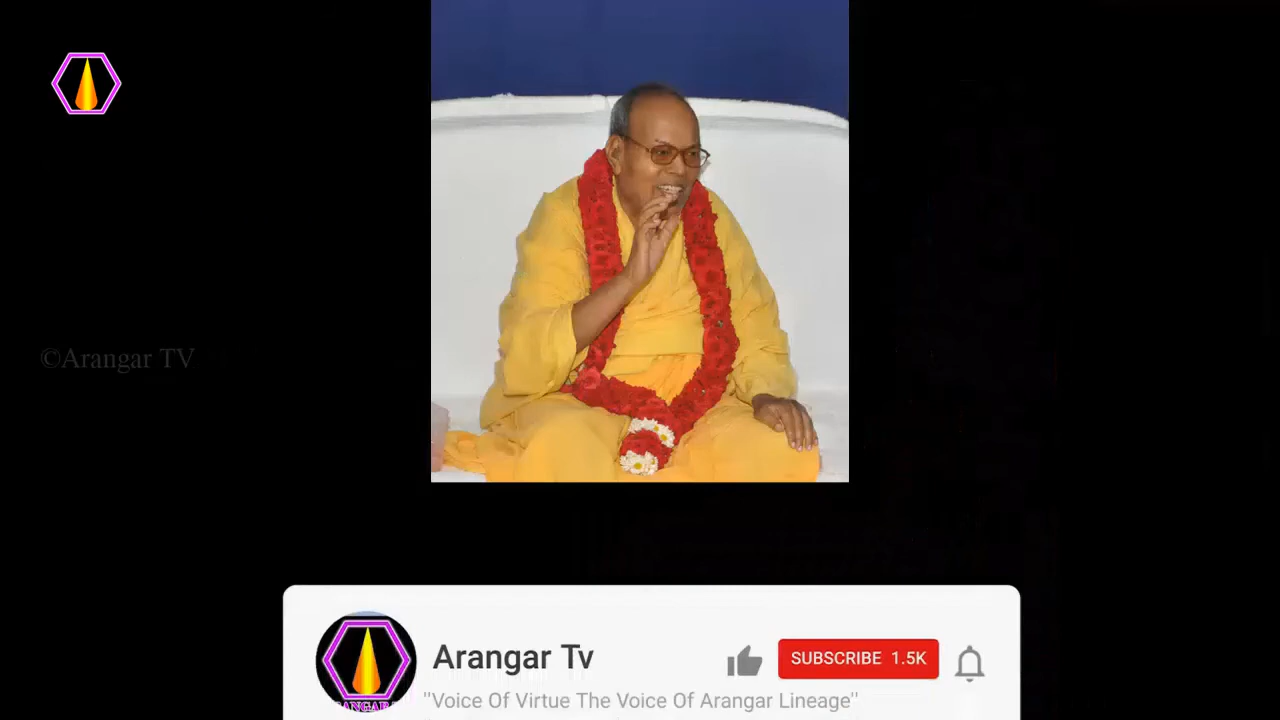 ©Arangar TV
Arangar Tv
SUBSCRIBE 1.5K
"Voice Of Virtue The Voice Of Arangar Lineage"